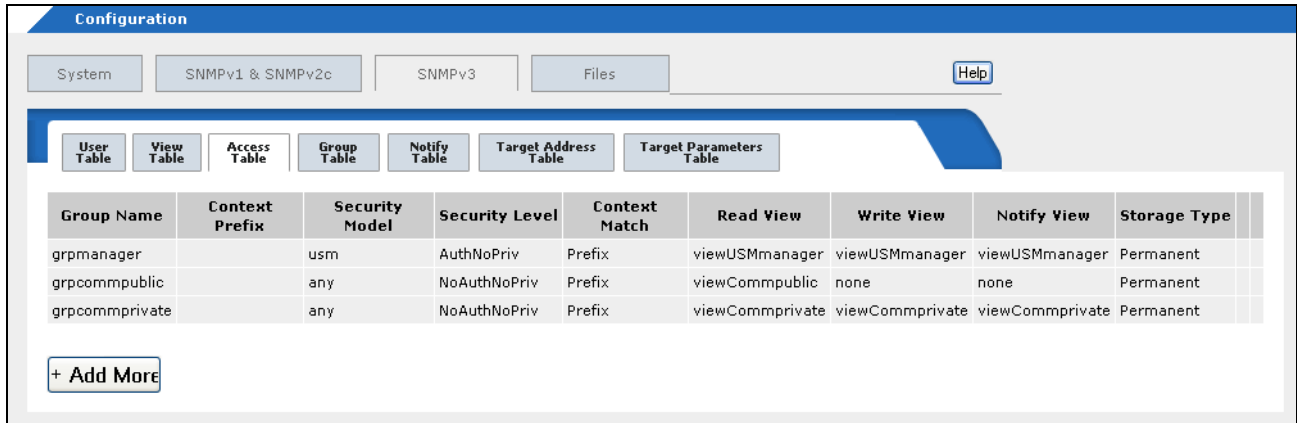 Configuration
System SNMPv1 & SNMPv2c SNMPv3 Files Help
User Table View Table Access Table Group Table Notify Table Target Address Table Target Parameters Table
Group Name Context Prefix Security Model Security Level Context Match Read View Write View Notify View Storage Type
grpmanager usm AuthNoPriv Prefix viewUSMmanager viewUSMmanager viewUSMmanager Permanent
grpcommpublic any NoAuthNoPriv Prefix viewCommpublic none none Permanent
grpcommprivate any NoAuthNoPriv Prefix viewCommprivate viewCommprivate viewCommprivate Permanent
+ Add More